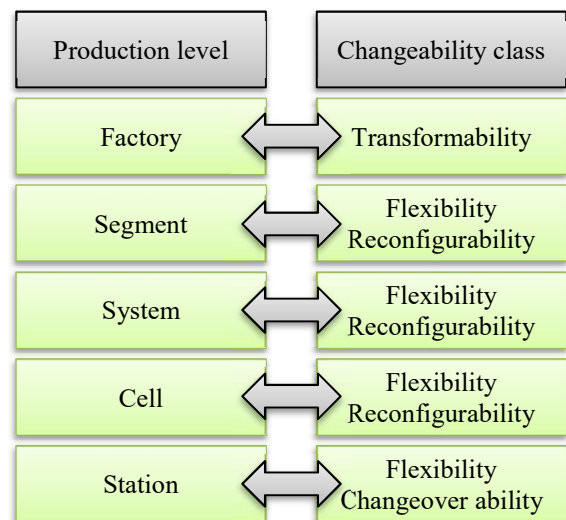 Production level
Changeability class
Factory
Transformability
Segment
Flexibility
Reconfigurability
System
Flexibility
Reconfigurability
Cell
Flexibility
Reconfigurability
Station
Flexibility
Changeover ability